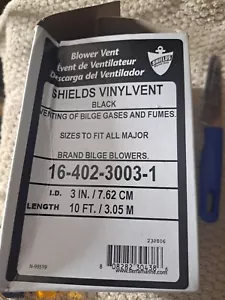 Blower Vent
Évent de Ventilateur
Descarga del Ventilador
SHIELDS
SHIELDS VINYLVENT
BLACK
VENTING OF BILGE GASES AND FUMES.
SIZES TO FIT ALL MAJOR
BRAND BILGE BLOWERS.
16-402-3003-1
I.D. 3 IN. / 7.62 CM
LENGTH 10 FT. / 3.05 M